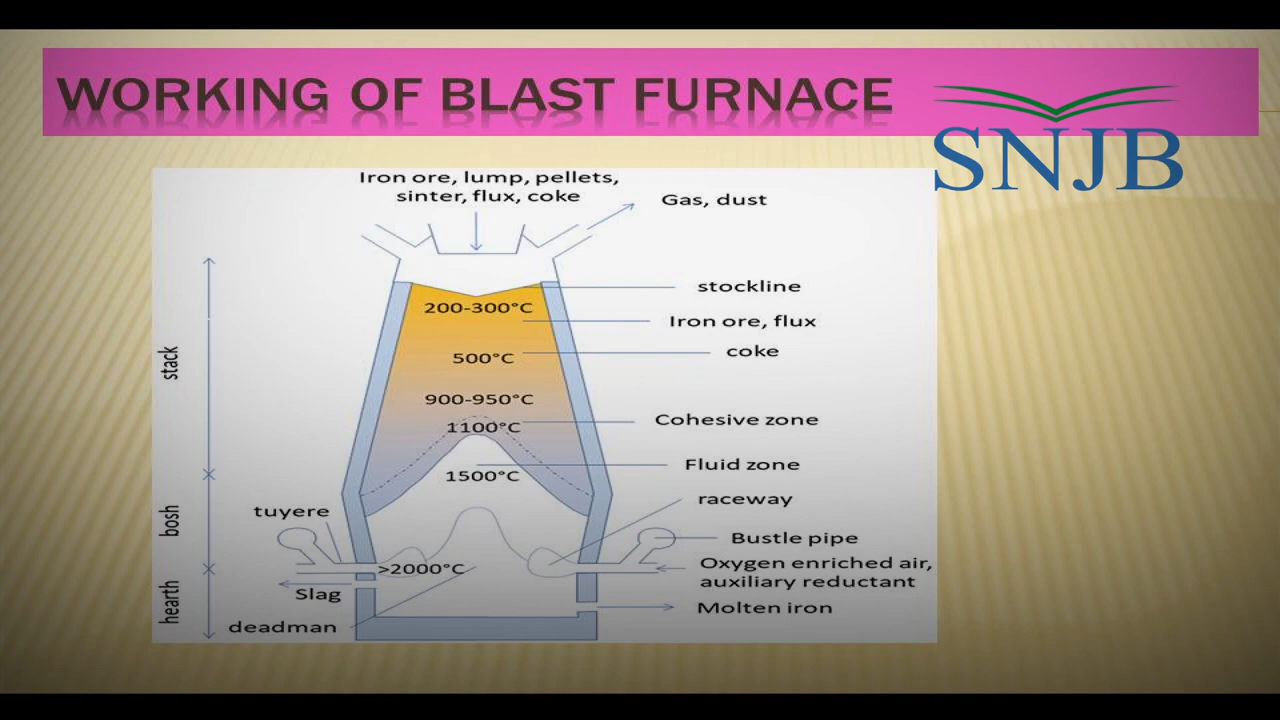 WORKING OF BLAST FURNACE
SNJB
Iron ore, lump, pellets,
sinter, flux, coke
Gas, dust
stockline
200-300°C
Iron ore, flux
coke
500°C
stack
900-950°C
Cohesive zone
1100°C
Fluid zone
1500°C
raceway
tuyere
bosh
Bustle pipe
Oxygen enriched air,
auxiliary reductant
>2000°C
Slag
hearth
Molten iron
deadman